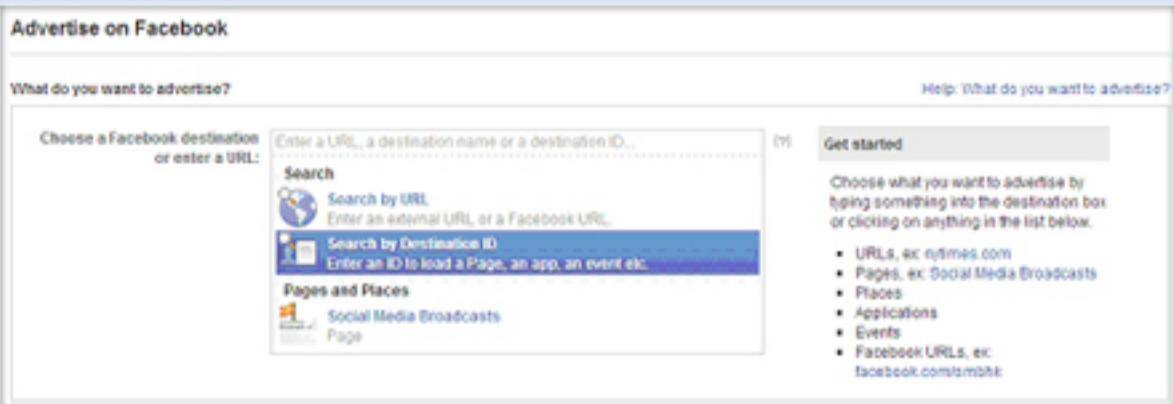 Advertise on Facebook
What do you want to advertise?
Help: What do you want to advertise?
Choose a Facebook destination
or enter a URL:
Enter a URL, a destination name or a destination ID...
[?]
Search
Search by URL
Enter an external URL or a Facebook URL.
Search by Destination ID
Enter an ID to load a Page, an app, an event etc.
Pages and Places
Social Media Broadcasts
Page
Get started
Choose what you want to advertise by
typing something into the destination box
or clicking on anything in the list below.
• URLs, ex: nytimes.com
• Pages, ex: Social Media Broadcasts
• Places
• Applications
• Events
• Facebook URLs, ex:
facebook.com/smbhk